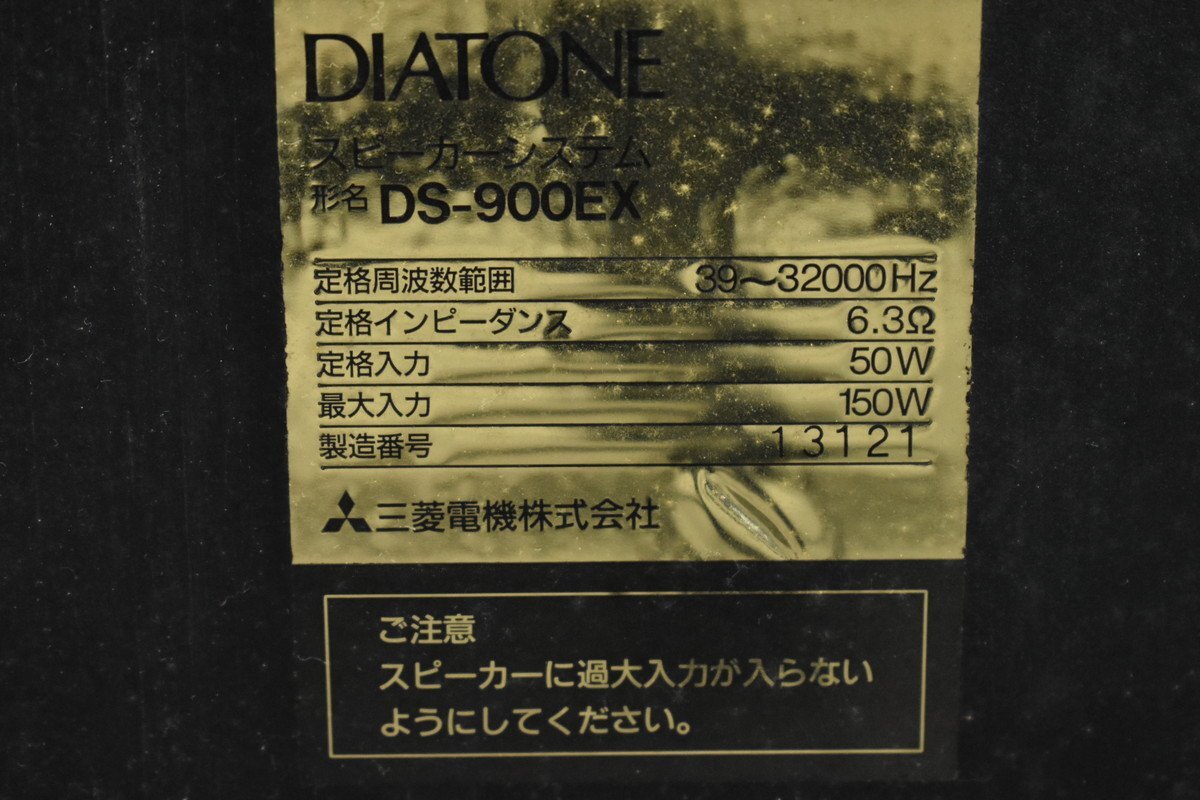 DIATONE
スピーカーシステム
形名 DS-900EX
定格周波数範囲 39〜32000Hz
定格インピーダンス 6.3Ω
定格入力 50W
最大入力 150W
製造番号 13121
三菱電機株式会社
ご注意
スピーカーに過大入力が入らない
ようにしてください。